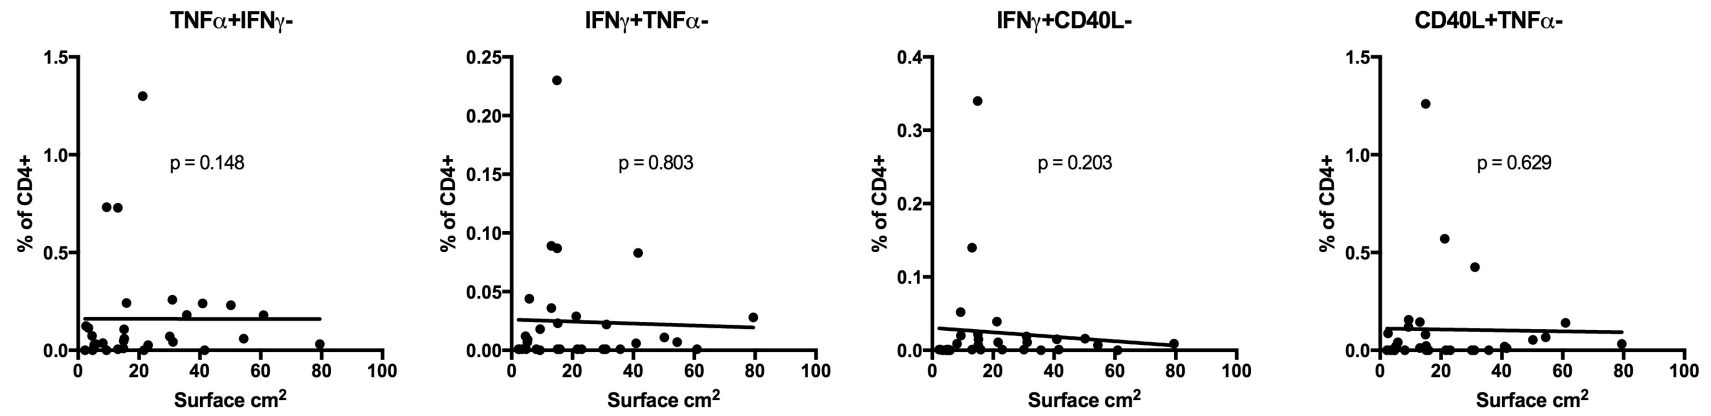 TNFα+IFNγ-
1.5
1.0
0.5
0.0
% of CD4+
p = 0.148
0 20 40 60 80 100
Surface cm²
IFNγ+TNFα-
0.25
0.20
0.15
0.10
0.05
0.00
% of CD4+
p = 0.803
0 20 40 60 80 100
Surface cm²
IFNγ+CD40L-
0.4
0.3
0.2
0.1
0.0
% of CD4+
p = 0.203
0 20 40 60 80 100
Surface cm²
CD40L+TNFα-
1.5
1.0
0.5
0.0
% of CD4+
p = 0.629
0 20 40 60 80 100
Surface cm²